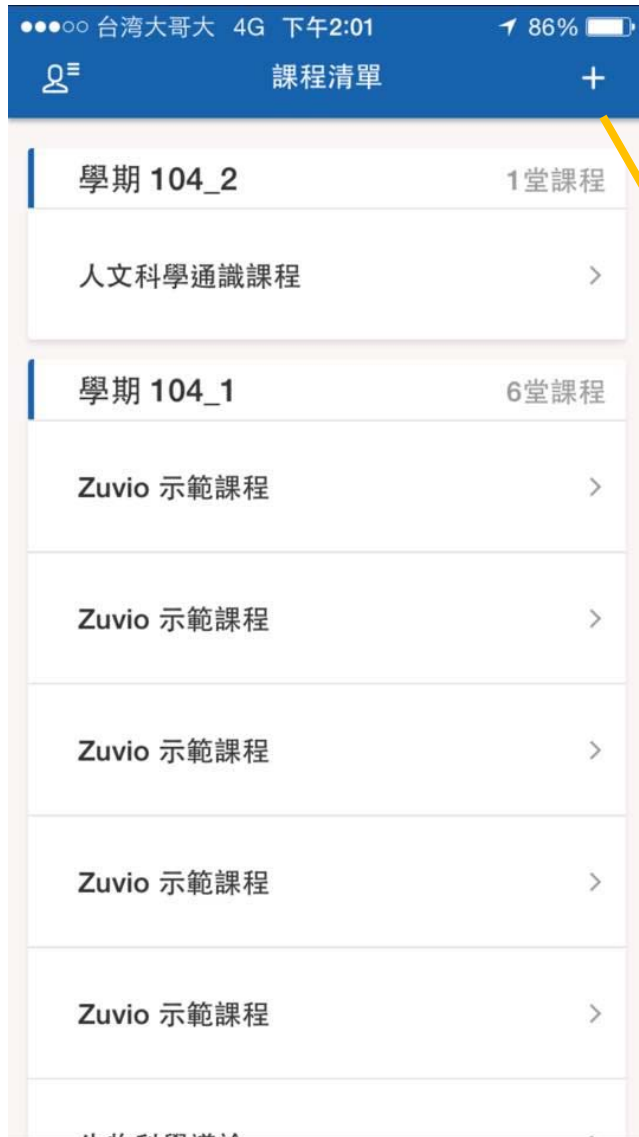 台湾大哥大 4G 下午2:01 86%
課程清單 +
學期 104_2 1堂課程
人文科學通識課程
學期 104_1 6堂課程
Zuvio 示範課程
Zuvio 示範課程
Zuvio 示範課程
Zuvio 示範課程
Zuvio 示範課程